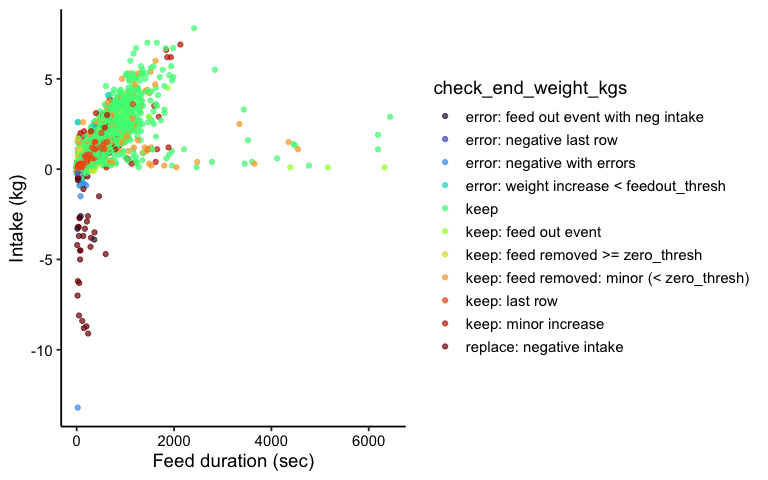 check_end_weight_kgs
error: feed out event with neg intake
error: negative last row
error: negative with errors
error: weight increase < feedout_thresh
keep
keep: feed out event
keep: feed removed >= zero_thresh
keep: feed removed: minor (< zero_thresh)
keep: last row
keep: minor increase
replace: negative intake
Intake (kg)
5
0
-5
-10
0
2000
4000
6000
Feed duration (sec)